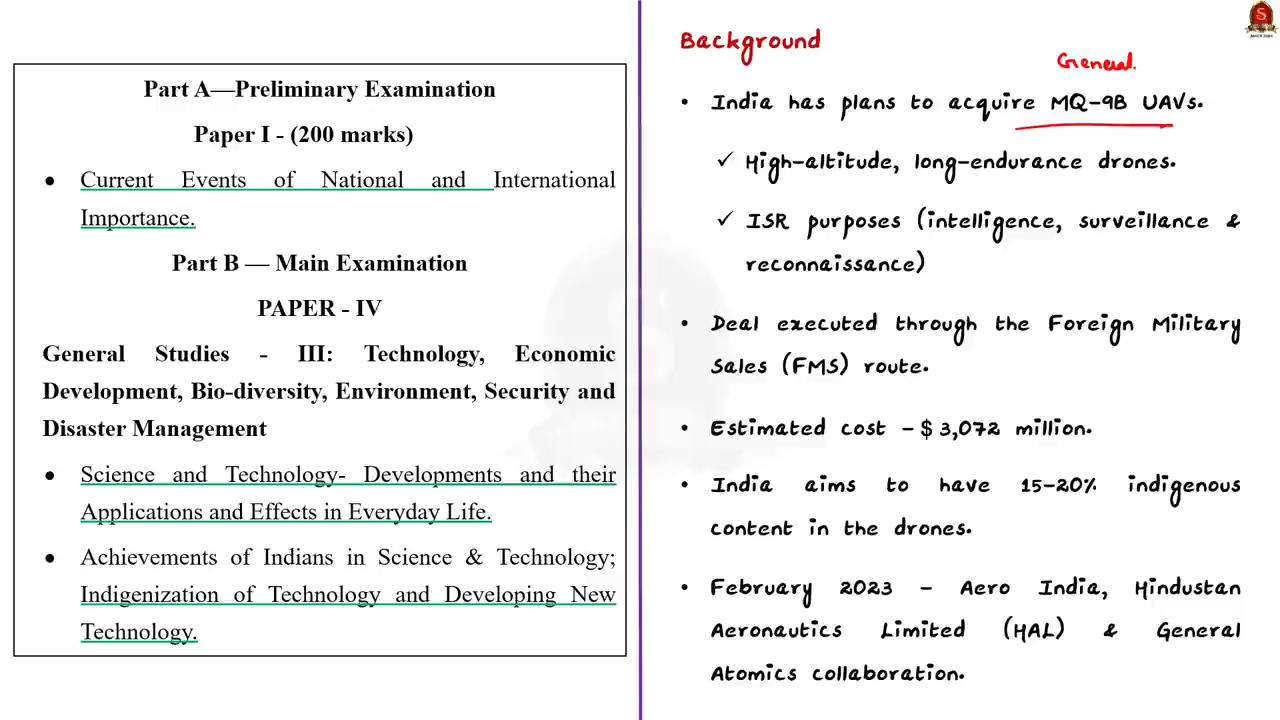 Part A—Preliminary Examination
Paper I - (200 marks)
• Current Events of National and International
Importance.
Part B — Main Examination
PAPER - IV
General Studies - III: Technology, Economic
Development, Bio-diversity, Environment, Security and
Disaster Management
• Science and Technology- Developments and their
Applications and Effects in Everyday Life.
• Achievements of Indians in Science & Technology;
Indigenization of Technology and Developing New
Technology.
Background
General.
• India has plans to acquire MQ-9B UAVs.
✓ High-altitude, long-endurance drones.
✓ ISR purposes (intelligence, surveillance &
reconnaissance)
• Deal executed through the Foreign Military
Sales (FMS) route.
• Estimated cost - $ 3,072 million.
• India aims to have 15-20% indigenous
content in the drones.
• February 2023 - Aero India, Hindustan
Aeronautics Limited (HAL) & General
Atomics collaboration.
S